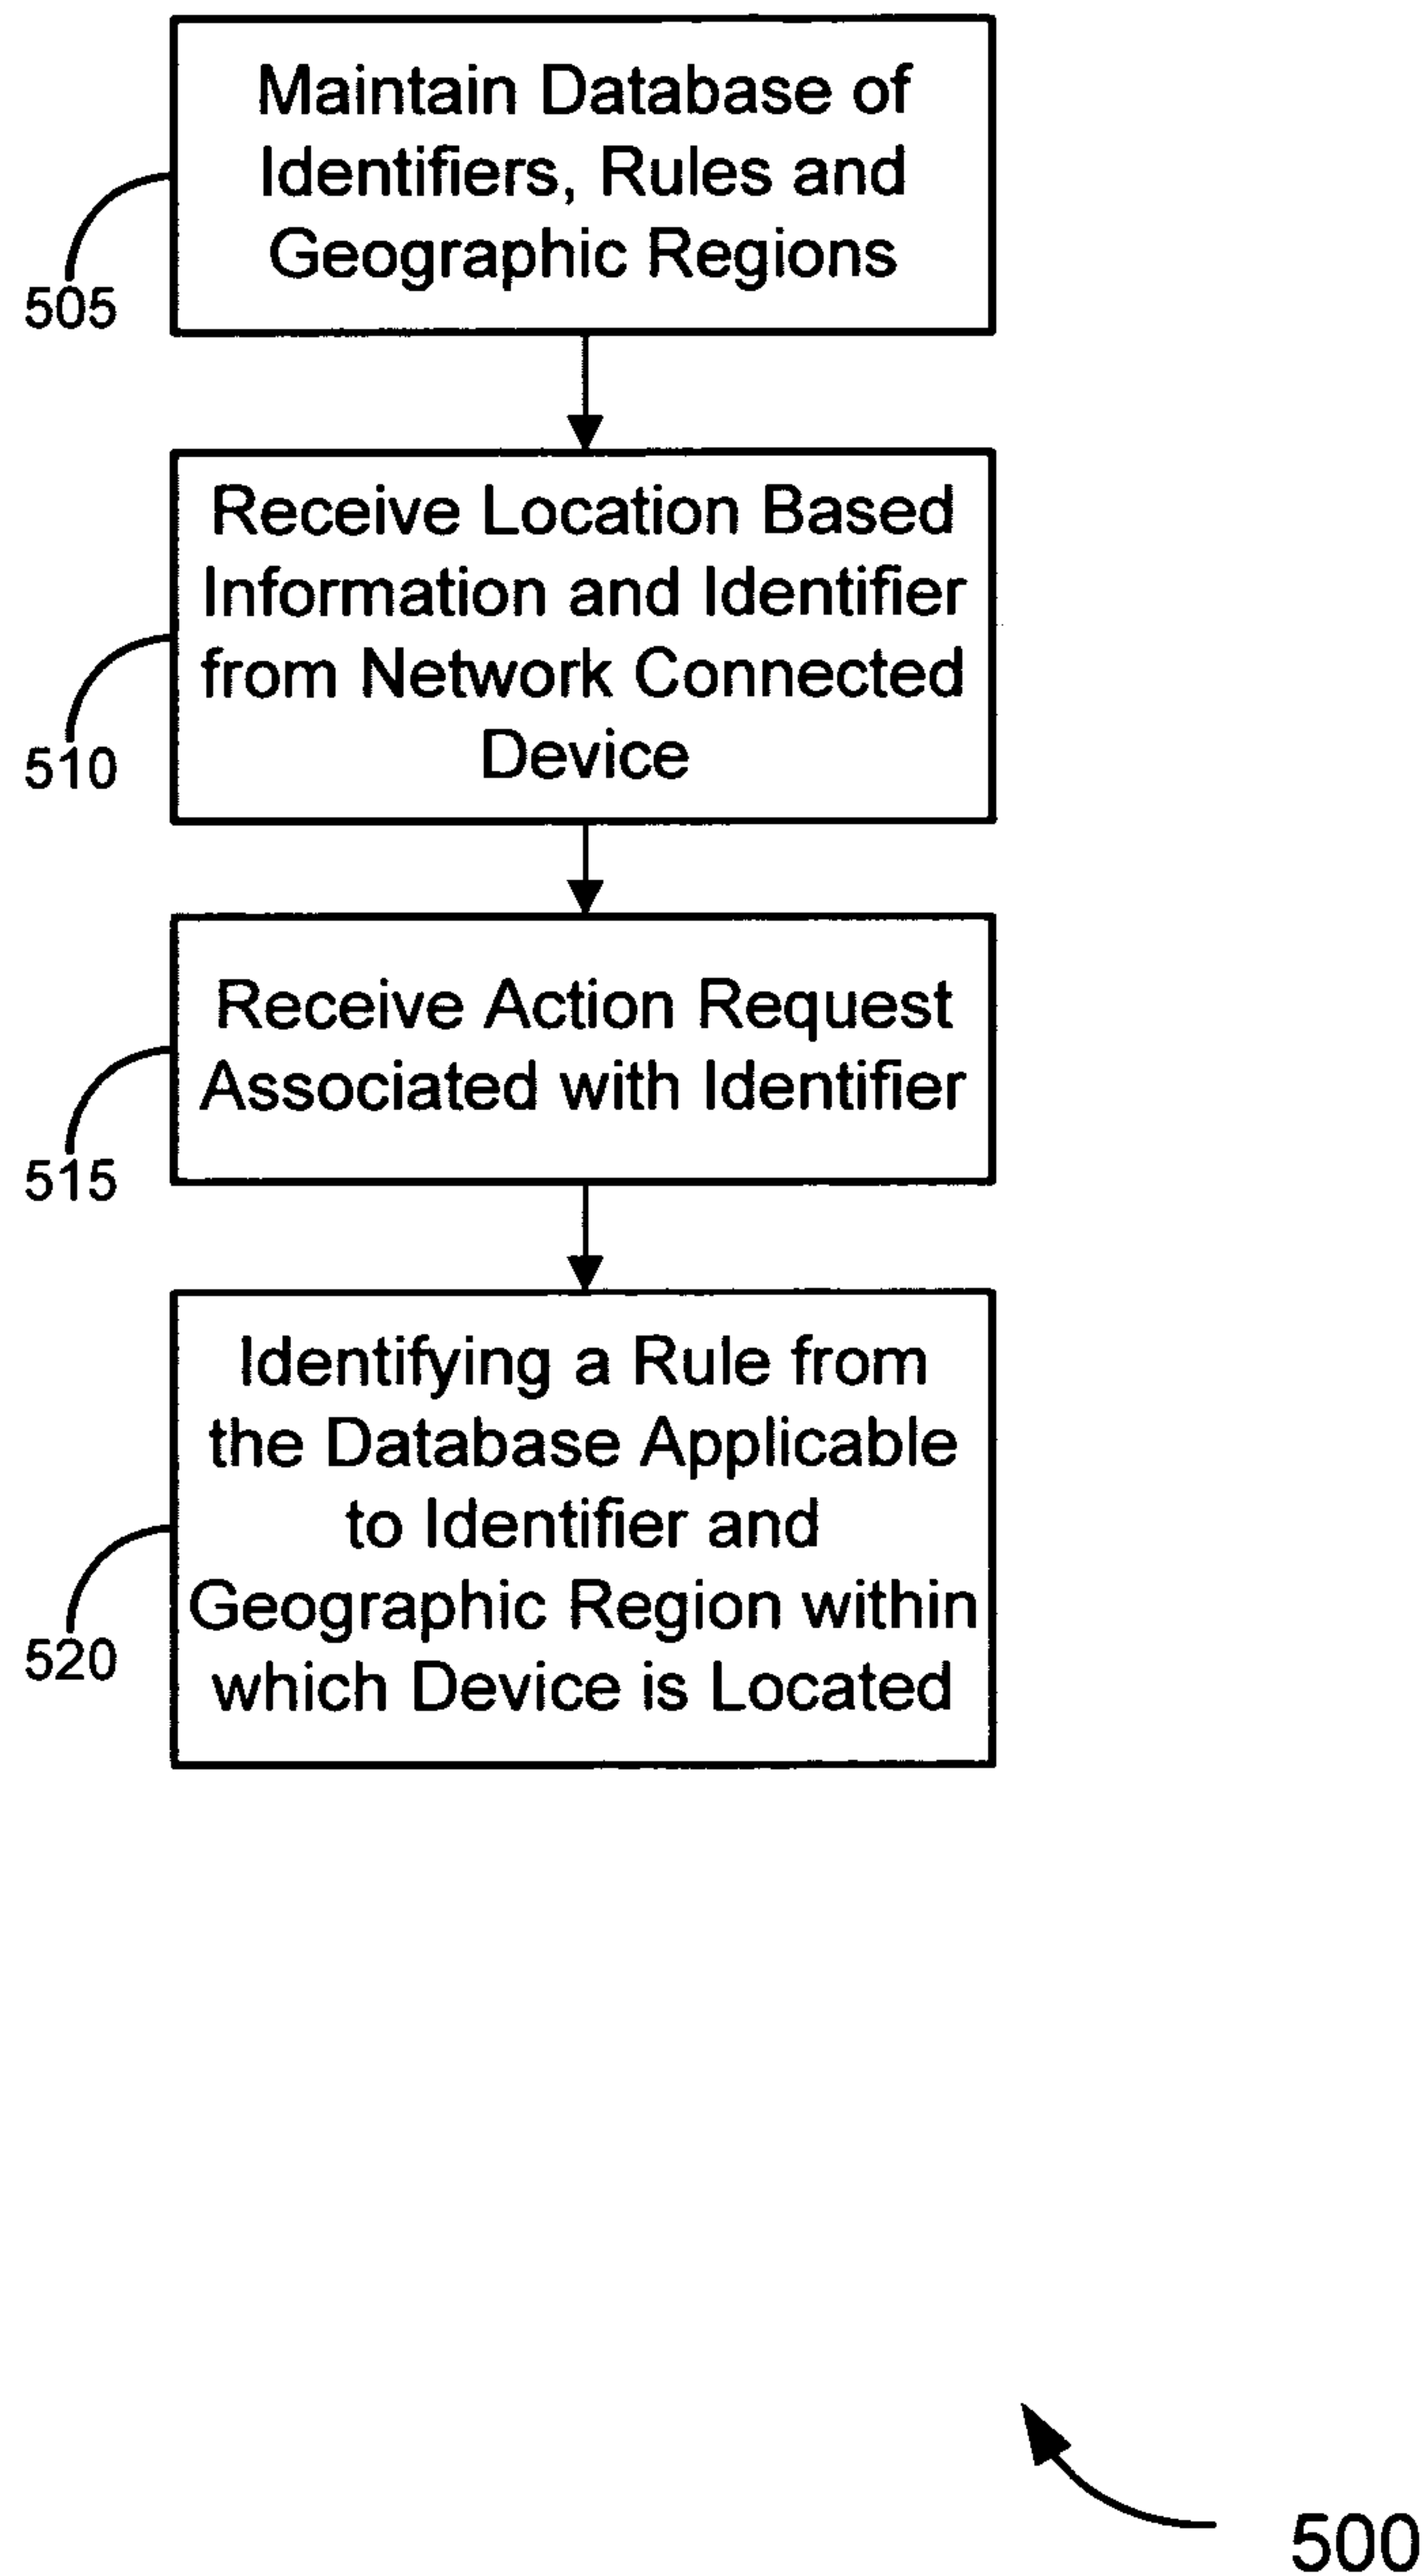 Maintain Database of
Identifiers, Rules and
Geographic Regions
505
Receive Location Based
Information and Identifier
from Network Connected
Device
510
Receive Action Request
Associated with Identifier
515
Identifying a Rule from
the Database Applicable
to Identifier and
Geographic Region within
which Device is Located
520
500